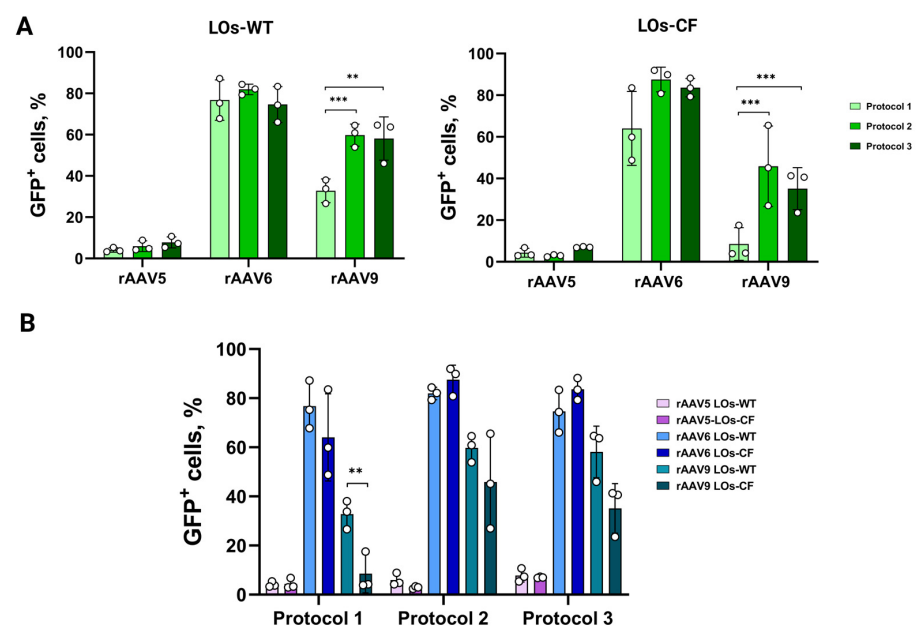 A
LOs-WT
LOs-CF
GFP⁺ cells, %
100
80
60
40
20
0
**
***
rAAV5
rAAV6
rAAV9
GFP⁺ cells, %
100
80
60
40
20
0
***
***
rAAV5
rAAV6
rAAV9
Protocol 1
Protocol 2
Protocol 3
B
GFP⁺ cells, %
100
80
60
40
20
0
**
Protocol 1
Protocol 2
Protocol 3
rAAV5 LOs-WT
rAAV5-LOs-CF
rAAV6 LOs-WT
rAAV6 LOs-CF
rAAV9 LOs-WT
rAAV9 LOs-CF